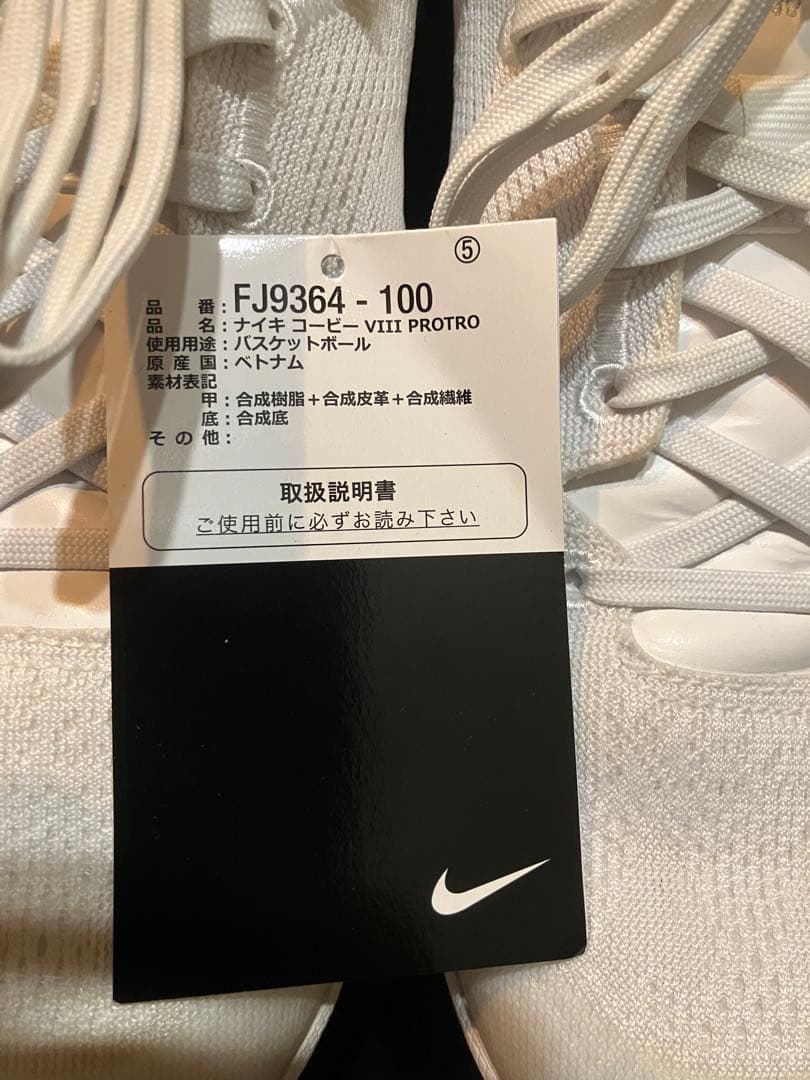 ⑤
品番：FJ9364 - 100
品名：ナイキ コービー VIII PROTRO
使用用途：バスケットボール
原産国：ベトナム
素材表記
甲：合成樹脂＋合成皮革＋合成繊維
底：合成底
その他：
取扱説明書
ご使用前に必ずお読み下さい